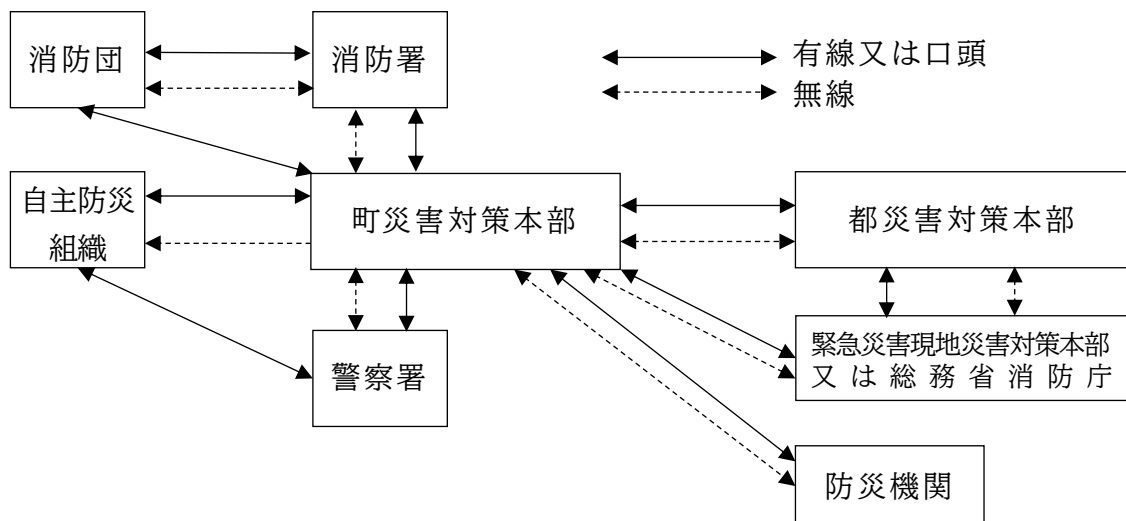 消防団
消防署
有線又は口頭
無線
自主防災
組織
町災害対策本部
都災害対策本部
警察署
緊急災害現地災害対策本部
又は総務省消防庁
防災機関